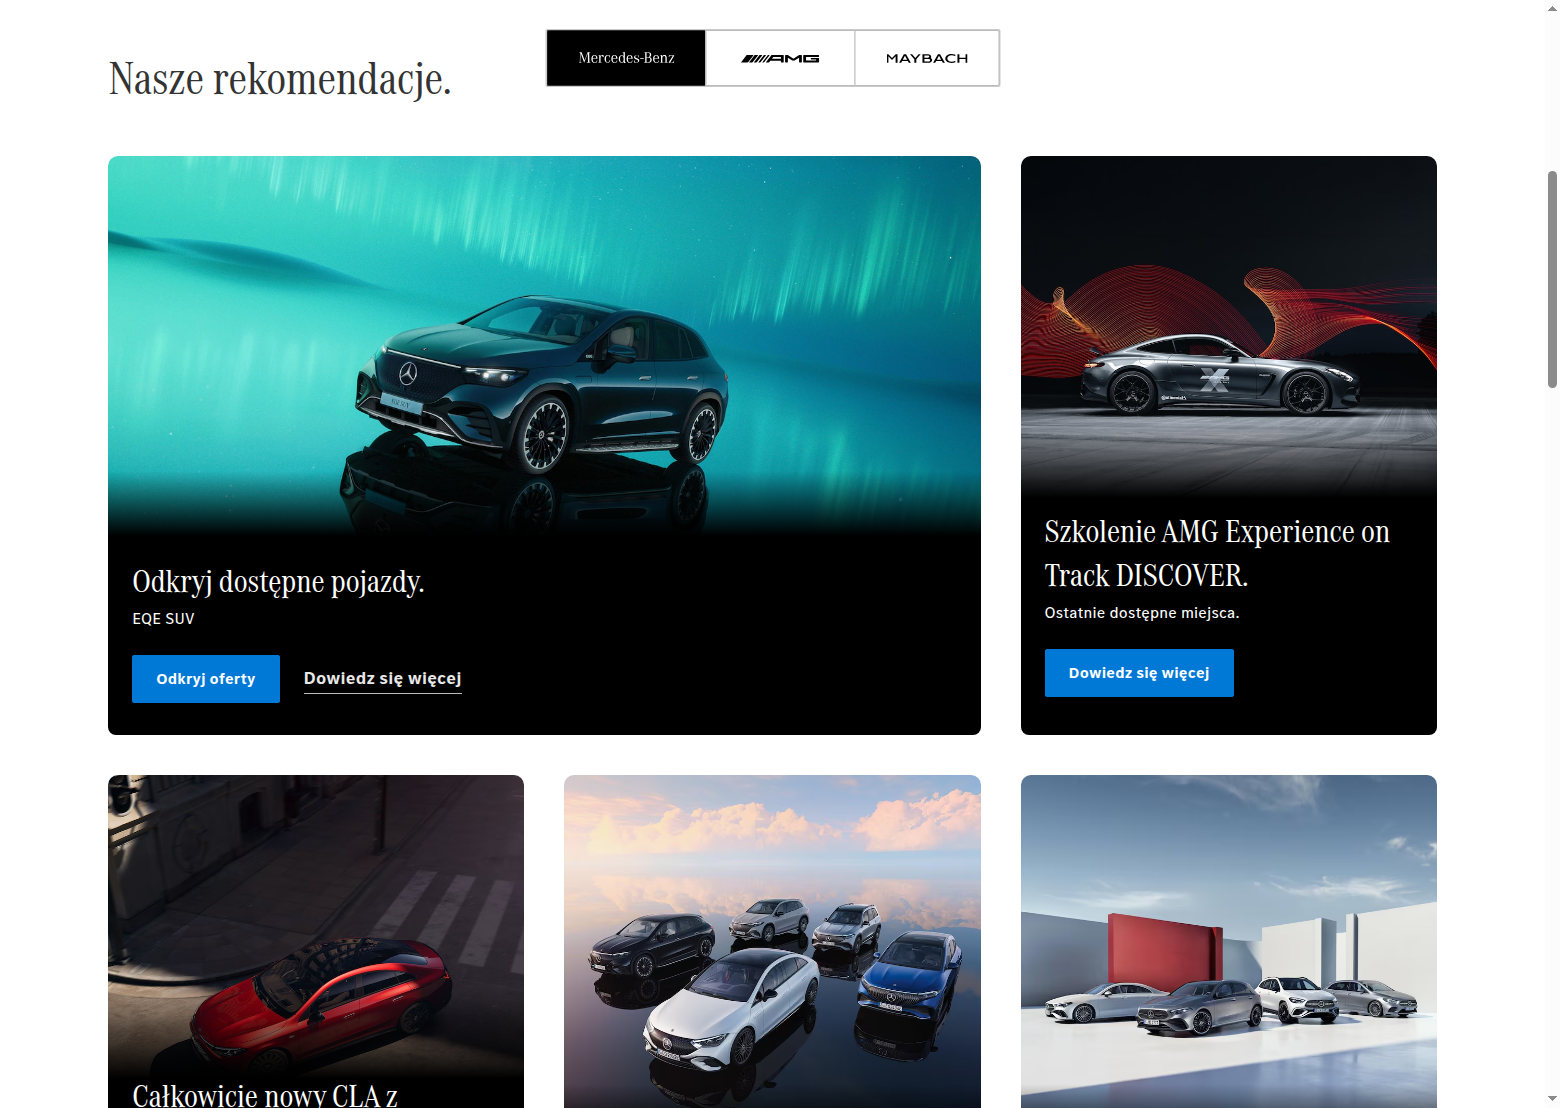 Nasze rekomendacje.
Mercedes-Benz
AMG
MAYBACH
Odkryj dostępne pojazdy.
EQE SUV
Odkryj oferty
Dowiedz się więcej
Szkolenie AMG Experience on
Track DISCOVER.
Ostatnie dostępne miejsca.
Dowiedz się więcej
Całkowicie nowy CLA z